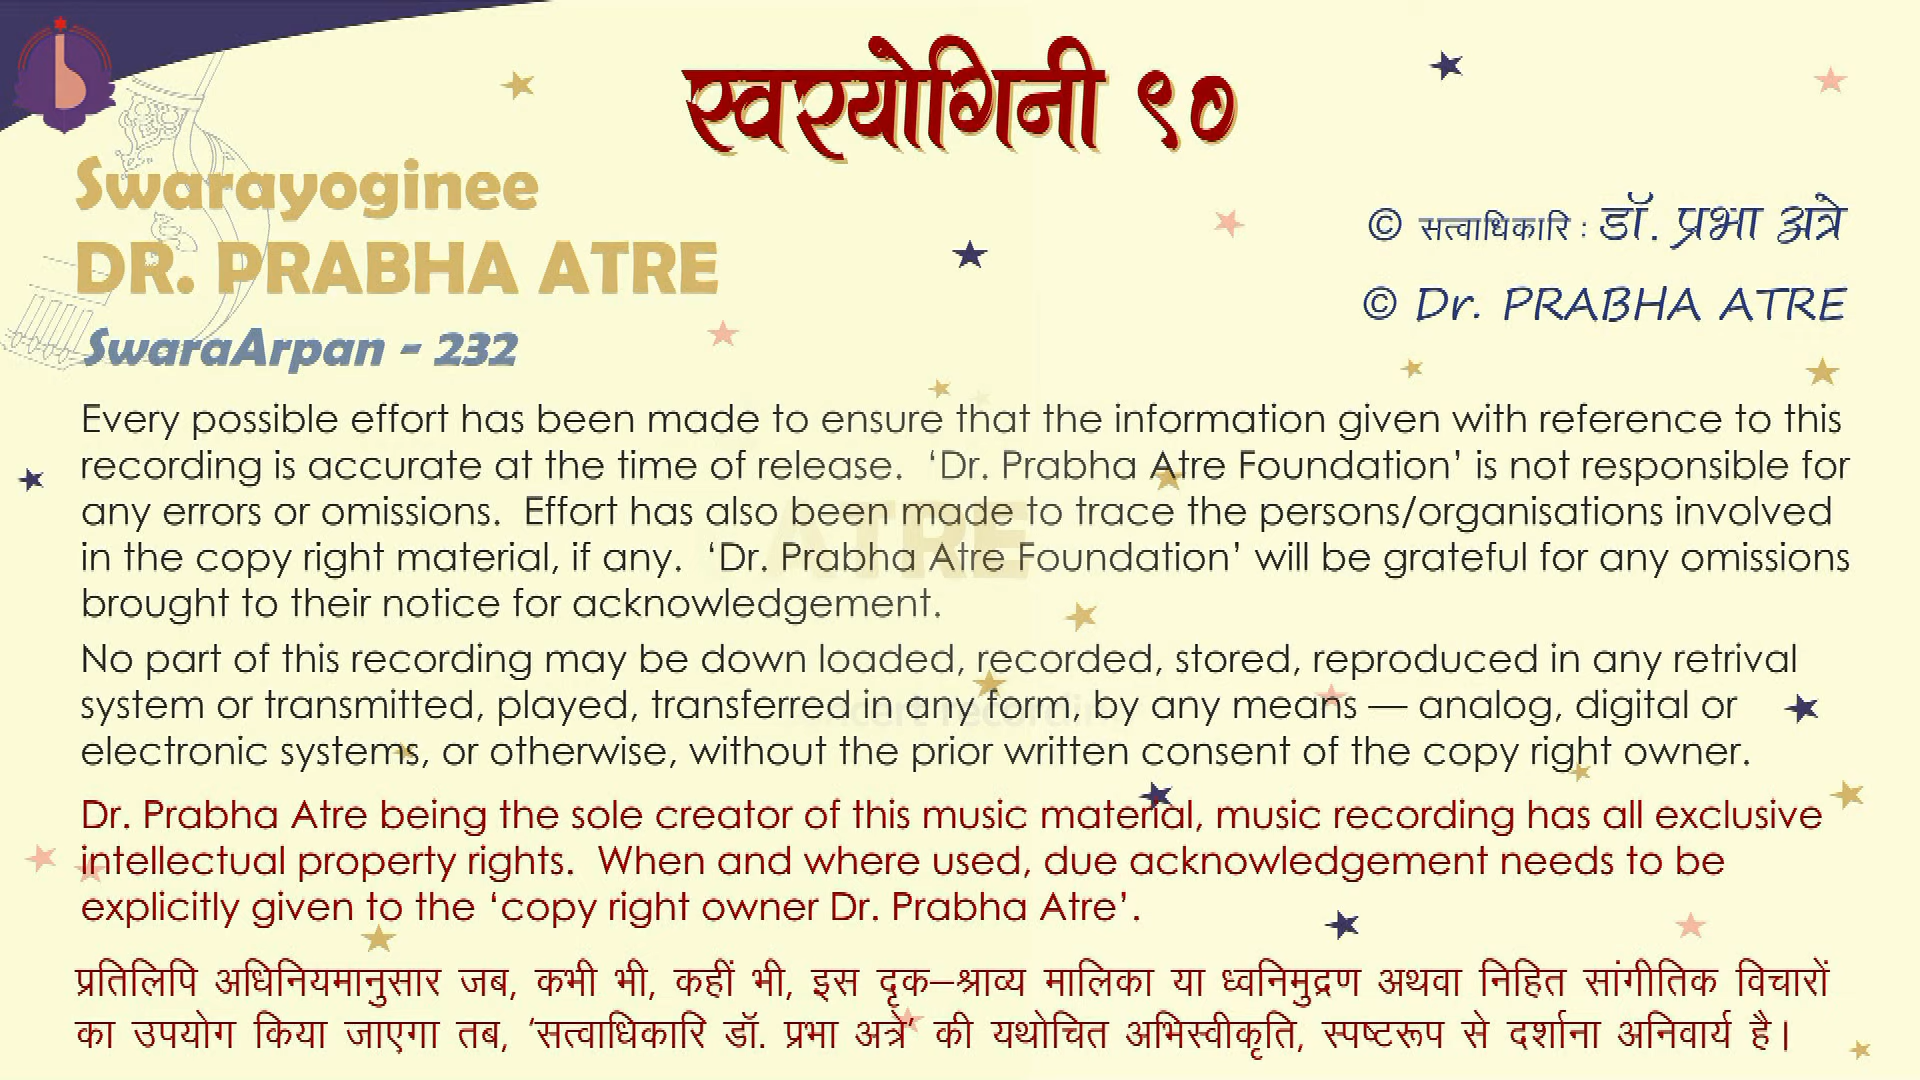 स्वरयोगिनी ९०
Swarayoginee
DR. PRABHA ATRE
SwaraArpan - 232
© सत्वाधिकारि : डॉ. प्रभा अत्रे
© Dr. PRABHA ATRE
Every possible effort has been made to ensure that the information given with reference to this
recording is accurate at the time of release.  ‘Dr. Prabha Atre Foundation’ is not responsible for
any errors or omissions.  Effort has also been made to trace the persons/organisations involved
in the copy right material, if any.  ‘Dr. Prabha Atre Foundation’ will be grateful for any omissions
brought to their notice for acknowledgement.
No part of this recording may be down loaded, recorded, stored, reproduced in any retrival
system or transmitted, played, transferred in any form, by any means — analog, digital or
electronic systems, or otherwise, without the prior written consent of the copy right owner.
Dr. Prabha Atre being the sole creator of this music material, music recording has all exclusive
intellectual property rights.  When and where used, due acknowledgement needs to be
explicitly given to the ‘copy right owner Dr. Prabha Atre’.
प्रतिलिपि अधिनियमानुसार जब, कभी भी, कहीं भी, इस दृक–श्राव्य मालिका या ध्वनिमुद्रण अथवा निहित सांगीतिक विचारों
का उपयोग किया जाएगा तब, ‘सत्वाधिकारि डॉ. प्रभा अत्रे’ की यथोचित अभिस्वीकृति, स्पष्टरूप से दर्शाना अनिवार्य है।